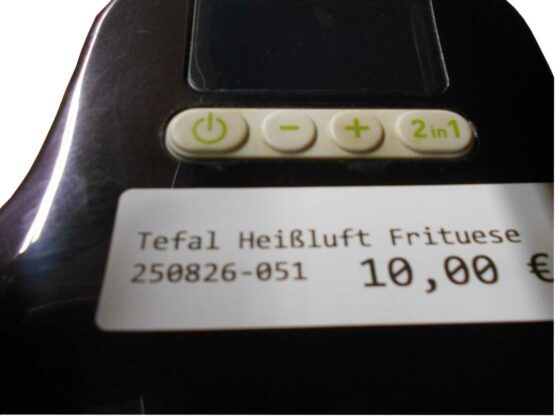 − + 2in1
Tefal Heißluft Frituese
250826-051 10,00 €